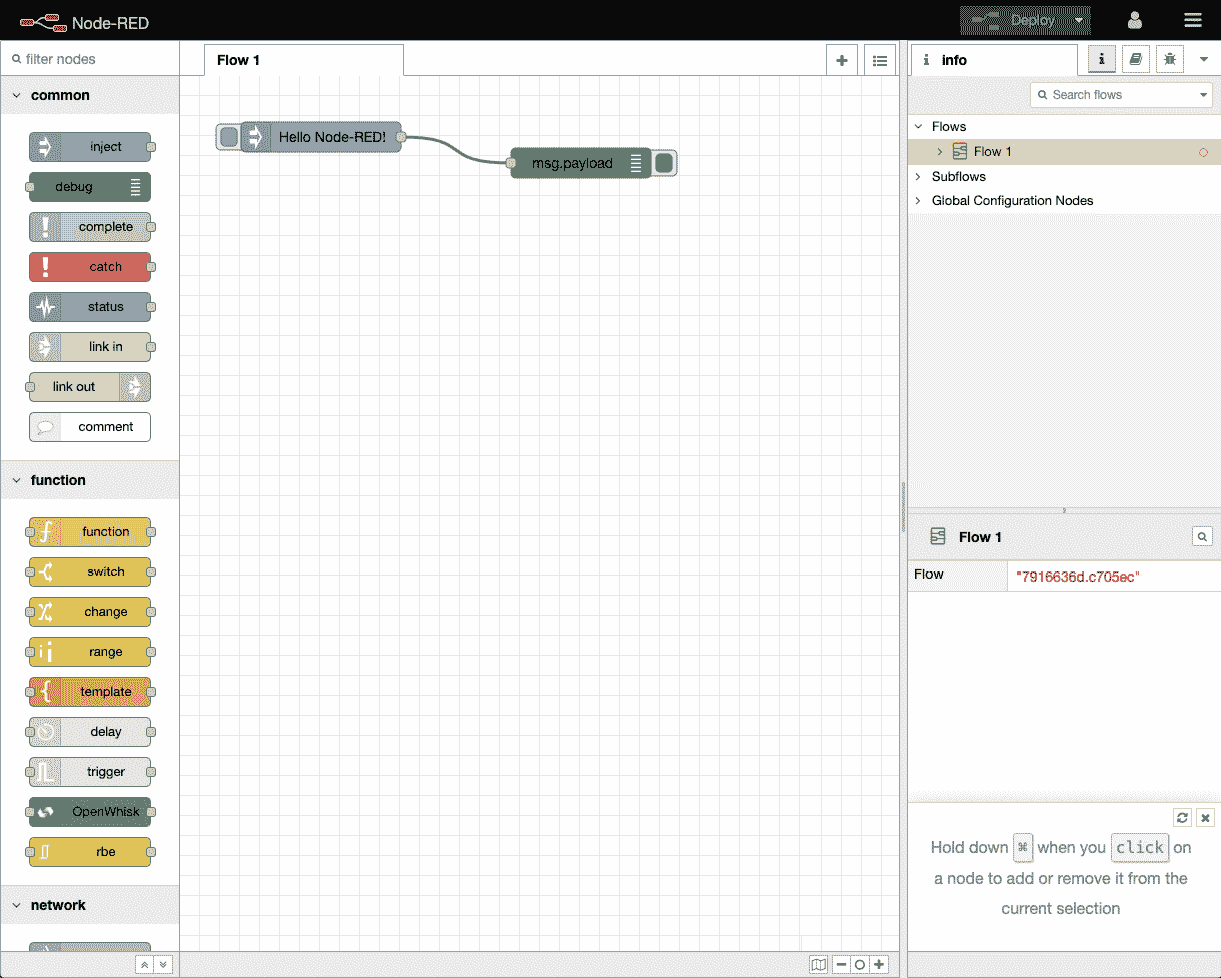 Node-RED
Deploy
filter nodes
Flow 1
info
Search flows
common
inject
debug
complete
catch
status
link in
link out
comment
function
function
switch
change
range
template
delay
trigger
OpenWhisk
rbe
network
Hello Node-RED!
msg.payload
Flows
Flow 1
Subflows
Global Configuration Nodes
Flow 1
Flow "7916636d.c705ec"
Hold down ⌘ when you click on
a node to add or remove it from the
current selection